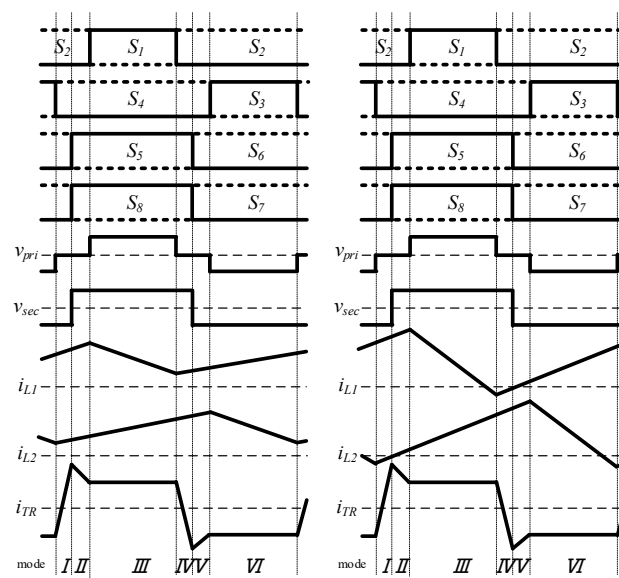 S2 S1 S2
S4 S3
S5 S6
S8 S7
vpri
vsec
iL1
iL2
iTR
mode I II III IV V VI
S2 S1 S2
S4 S3
S5 S6
S8 S7
vpri
vsec
iL1
iL2
iTR
mode I II III IV V VI